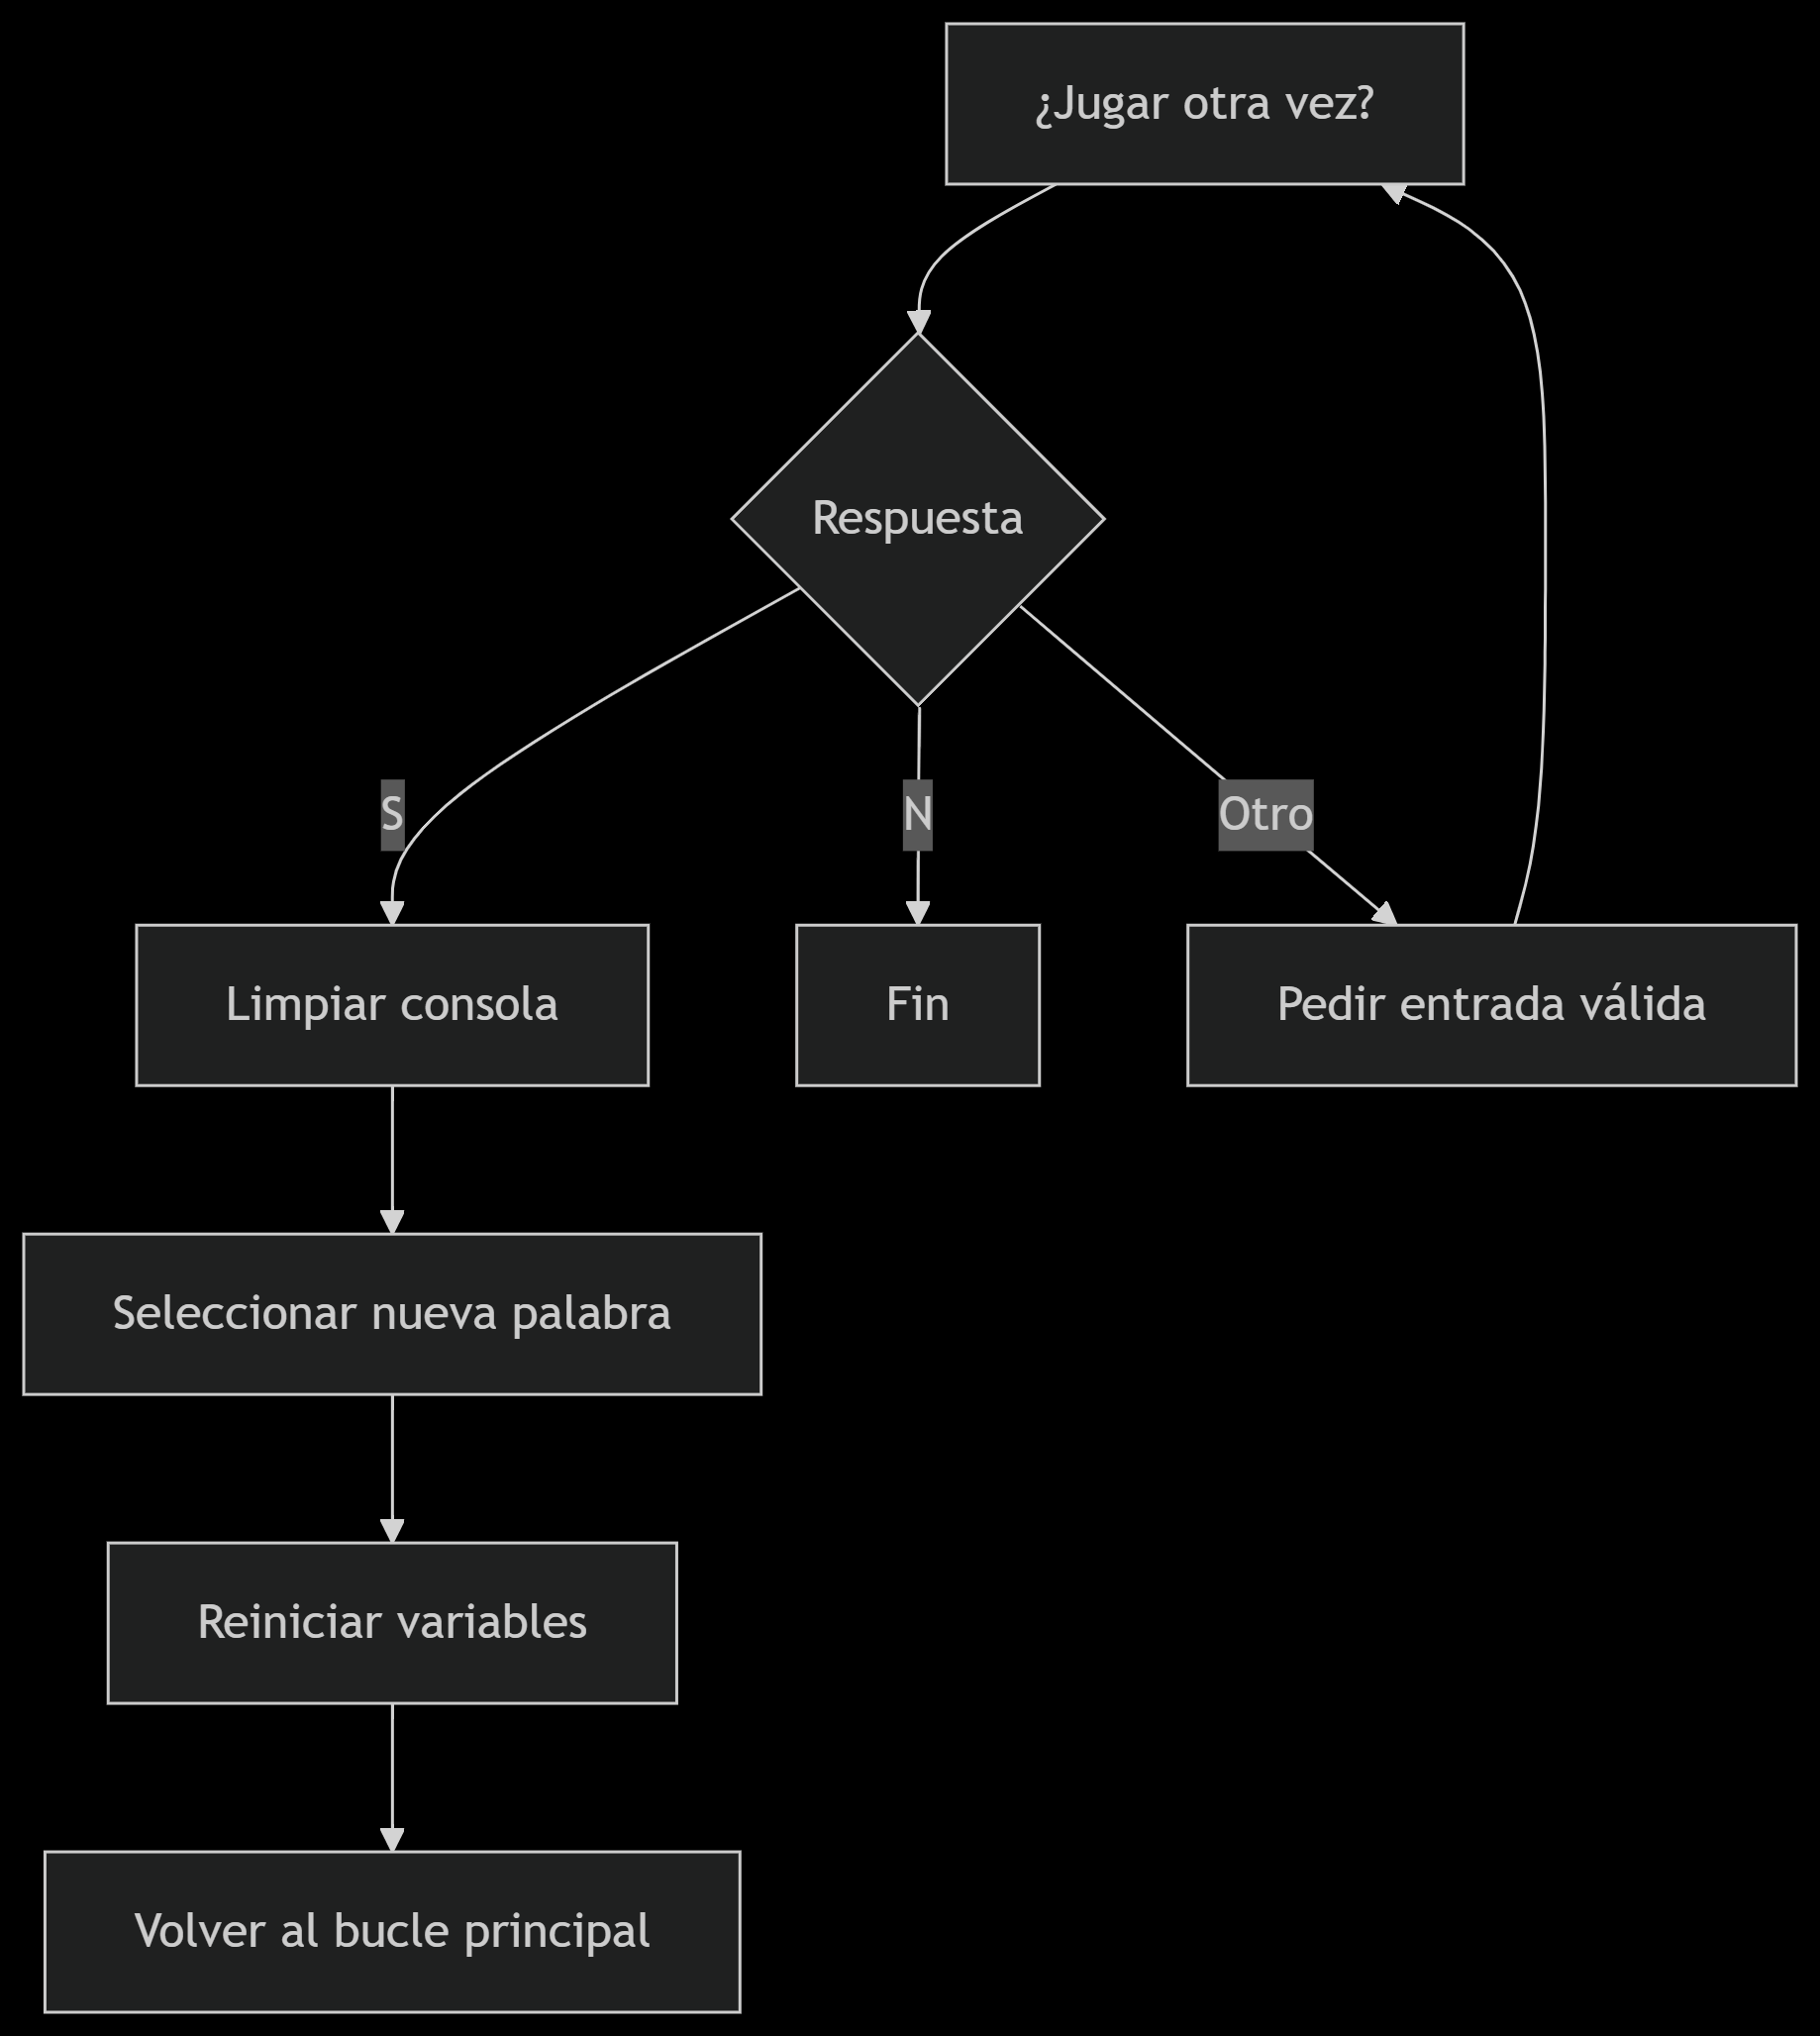 ¿Jugar otra vez?
Respuesta
S
N
Otro
Limpiar consola
Fin
Pedir entrada válida
Seleccionar nueva palabra
Reiniciar variables
Volver al bucle principal